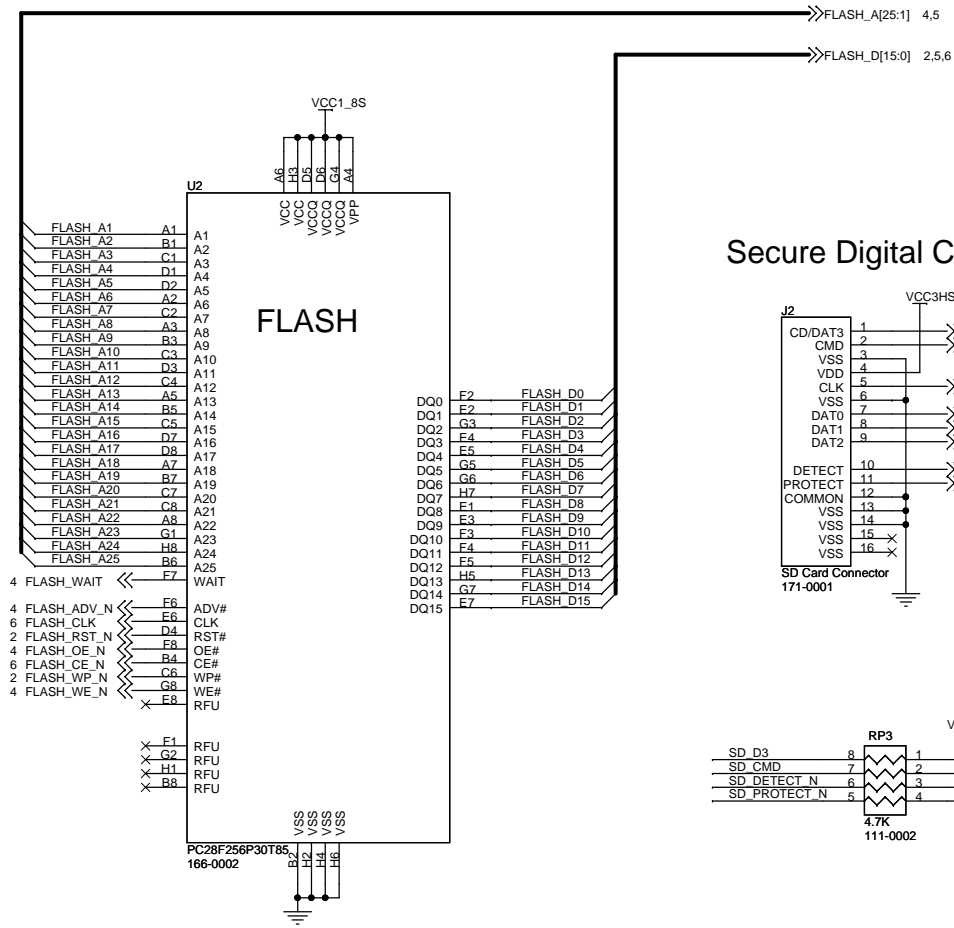 FLASH_A[25:1] 4,5
FLASH_D[15:0] 2,5,6
VCC1_8S
A6 H3 D5 D6 G4 A4
U2
VCC VCC VCCQ VCCQ VCCQ VPP
FLASH
FLASH_A1 A1 A1
FLASH_A2 B1 A2
FLASH_A3 C1 A3
FLASH_A4 D1 A4
FLASH_A5 D2 A5
FLASH_A6 A2 A6
FLASH_A7 C2 A7
FLASH_A8 A3 A8
FLASH_A9 B3 A9
FLASH_A10 C3 A10
FLASH_A11 D3 A11
FLASH_A12 C4 A12
FLASH_A13 A5 A13
FLASH_A14 B5 A14
FLASH_A15 C5 A15
FLASH_A16 D7 A16
FLASH_A17 D8 A17
FLASH_A18 A7 A18
FLASH_A19 B7 A19
FLASH_A20 C7 A20
FLASH_A21 C8 A21
FLASH_A22 A8 A22
FLASH_A23 G1 A23
FLASH_A24 H8 A24
FLASH_A25 B6 A25
4 FLASH_WAIT F7 WAIT
4 FLASH_ADV_N F6 ADV#
6 FLASH_CLK E6 CLK
2 FLASH_RST_N D4 RST#
4 FLASH_OE_N F8 OE#
6 FLASH_CE_N B4 CE#
2 FLASH_WP_N C6 WP#
4 FLASH_WE_N G8 WE#
E8 RFU
F1 RFU
G2 RFU
H1 RFU
B8 RFU
DQ0 F2 FLASH_D0
DQ1 E2 FLASH_D1
DQ2 G3 FLASH_D2
DQ3 E4 FLASH_D3
DQ4 E5 FLASH_D4
DQ5 G5 FLASH_D5
DQ6 G6 FLASH_D6
DQ7 H7 FLASH_D7
DQ8 E1 FLASH_D8
DQ9 E3 FLASH_D9
DQ10 F3 FLASH_D10
DQ11 F4 FLASH_D11
DQ12 F5 FLASH_D12
DQ13 H5 FLASH_D13
DQ14 G7 FLASH_D14
DQ15 E7 FLASH_D15
VSS VSS VSS VSS
PC28F256P30T85
166-0002
B2 H2 H4 H6
Secure Digital C
VCC3HS
J2
CD/DAT3 1
CMD 2
VSS 3
VDD 4
CLK 5
VSS 6
DAT0 7
DAT1 8
DAT2 9
DETECT 10
PROTECT 11
COMMON 12
VSS 13
VSS 14
VSS 15
VSS 16
SD Card Connector
171-0001
V
RP3
SD_D3 8 1
SD_CMD 7 2
SD_DETECT_N 6 3
SD_PROTECT_N 5 4
4.7K
111-0002